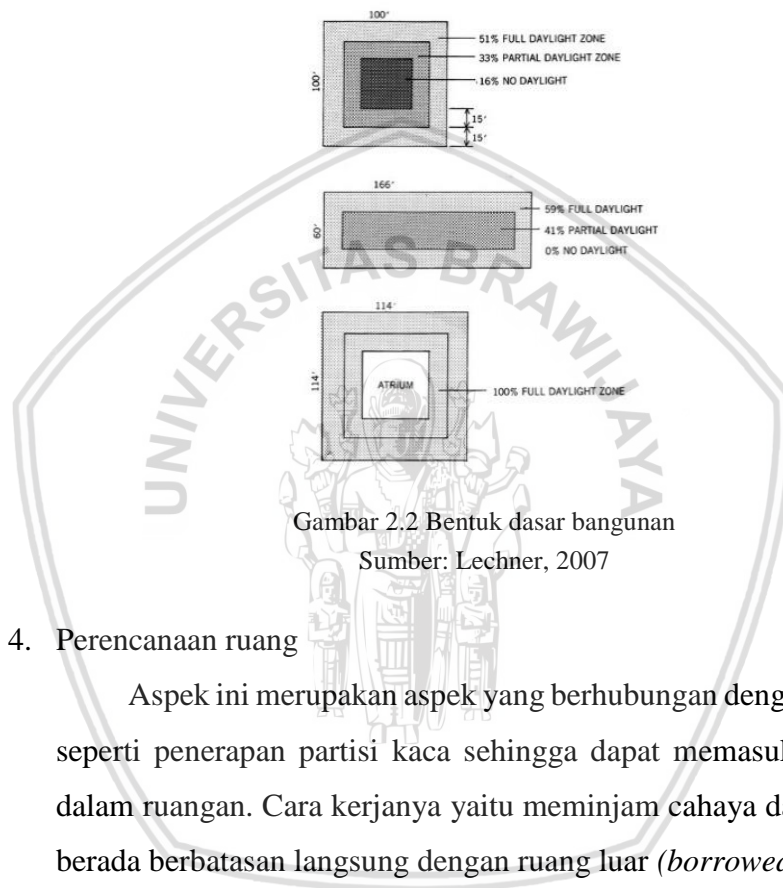 100'
51% FULL DAYLIGHT ZONE
33% PARTIAL DAYLIGHT ZONE
16% NO DAYLIGHT
100'
15'
15'
166'
59% FULL DAYLIGHT
41% PARTIAL DAYLIGHT
0% NO DAYLIGHT
60'
UNIVERSITAS BRAWIJAYA
114'
114'
ATRIUM
100% FULL DAYLIGHT ZONE
Gambar 2.2 Bentuk dasar bangunan
Sumber: Lechner, 2007
4. Perencanaan ruang
Aspek ini merupakan aspek yang berhubungan deng
seperti penerapan partisi kaca sehingga dapat memasuk
dalam ruangan. Cara kerjanya yaitu meminjam cahaya da
berada berbatasan langsung dengan ruang luar (borrowed